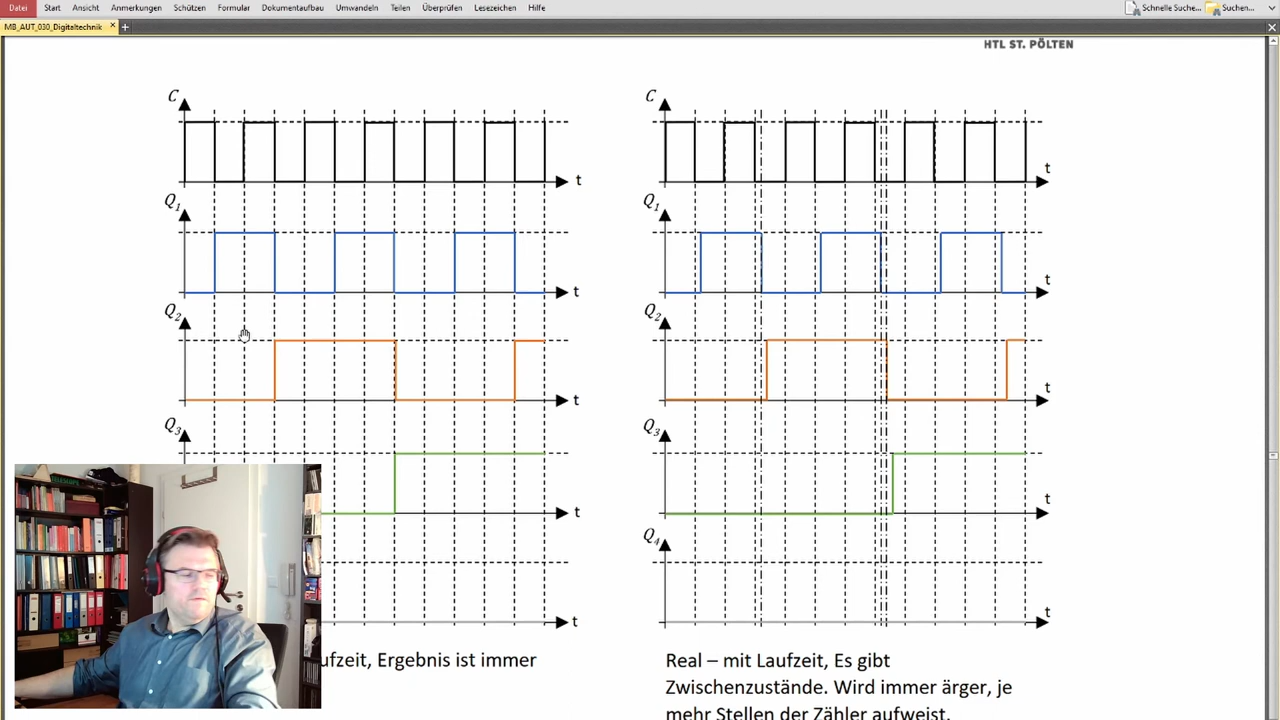 Datei Start Ansicht Anmerkungen Schützen Formular Dokumentaufbau Umwandeln Teilen Überprüfen Lesezeichen Hilfe Schnelle Suche... Suchen...
MB_AUT_030_Digitaltechnik
HTL ST. PÖLTEN
C C
t t
Q1 Q1
t t
Q2 Q2
t t
Q3 Q3
t t
Q4
t t
ufzeit, Ergebnis ist immer
Real – mit Laufzeit, Es gibt
Zwischenzustände. Wird immer ärger, je
mehr Stellen der Zähler aufweist.